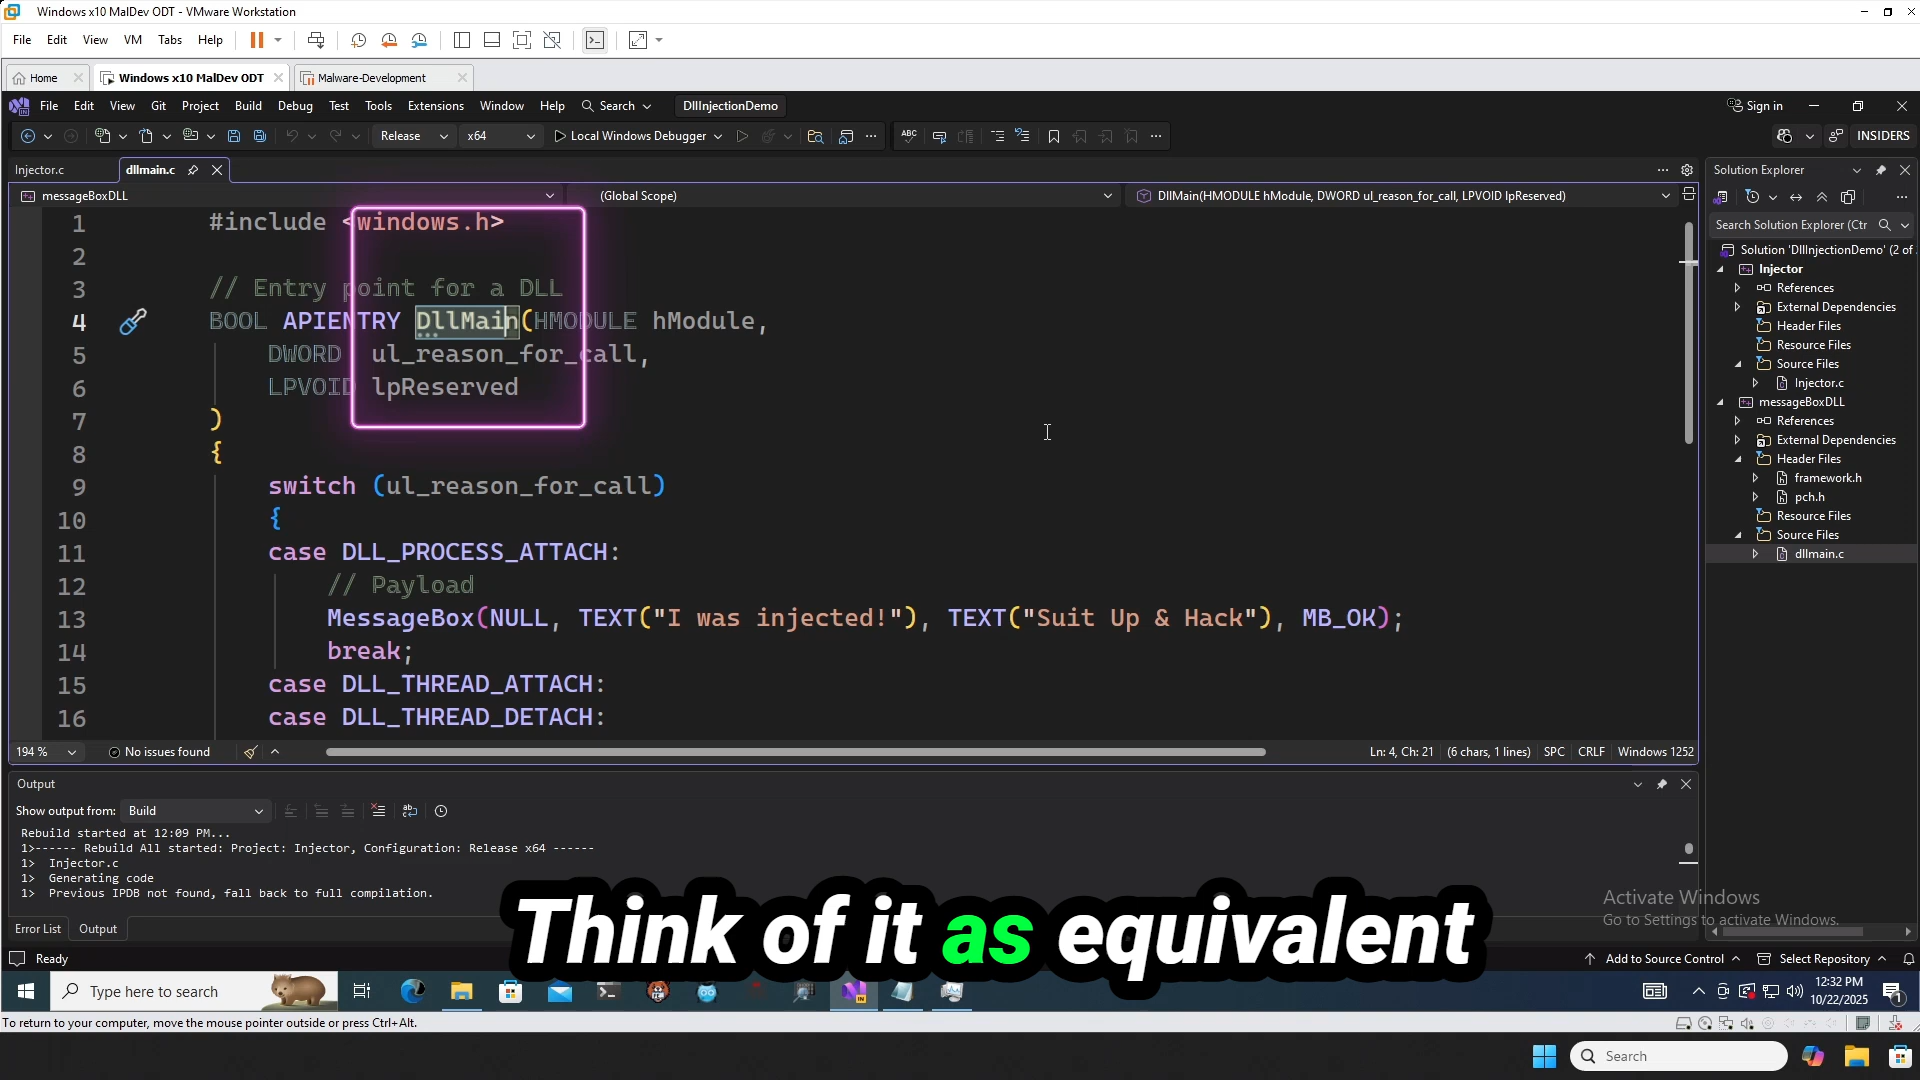 Windows x10 MalDev ODT - VMware Workstation
File Edit View VM Tabs Help
Home Windows x10 MalDev ODT Malware-Development
File Edit View Git Project Build Debug Test Tools Extensions Window Help Search DllInjectionDemo Sign in
Release x64 Local Windows Debugger INSIDERS
Injector.c dllmain.c
messageBoxDLL (Global Scope) DllMain(HMODULE hModule, DWORD ul_reason_for_call, LPVOID lpReserved)
1 #include <windows.h>
2
3 // Entry point for a DLL
4 BOOL APIENTRY DllMain(HMODULE hModule,
5 DWORD ul_reason_for_call,
6 LPVOID lpReserved
7 )
8 {
9 switch (ul_reason_for_call)
10 {
11 case DLL_PROCESS_ATTACH:
12 // Payload
13 MessageBox(NULL, TEXT("I was injected!"), TEXT("Suit Up & Hack"), MB_OK);
14 break;
15 case DLL_THREAD_ATTACH:
16 case DLL_THREAD_DETACH:
194 % No issues found Ln: 4, Ch: 21 (6 chars, 1 lines) SPC CRLF Windows 1252
Solution Explorer
Search Solution Explorer (Ctr
Solution 'DllInjectionDemo' (2 of
Injector
References
External Dependencies
Header Files
Resource Files
Source Files
Injector.c
messageBoxDLL
References
External Dependencies
Header Files
framework.h
pch.h
Resource Files
Source Files
dllmain.c
Output
Show output from: Build
Rebuild started at 12:09 PM...
1>------ Rebuild All started: Project: Injector, Configuration: Release x64 ------
1> Injector.c
1> Generating code
1> Previous IPDB not found, fall back to full compilation.
Error List Output
Think of it as equivalent
Activate Windows
Go to Settings to activate Windows.
Ready Add to Source Control Select Repository
Type here to search
12:32 PM
10/22/2025
1
To return to your computer, move the mouse pointer outside or press Ctrl+Alt.
Search